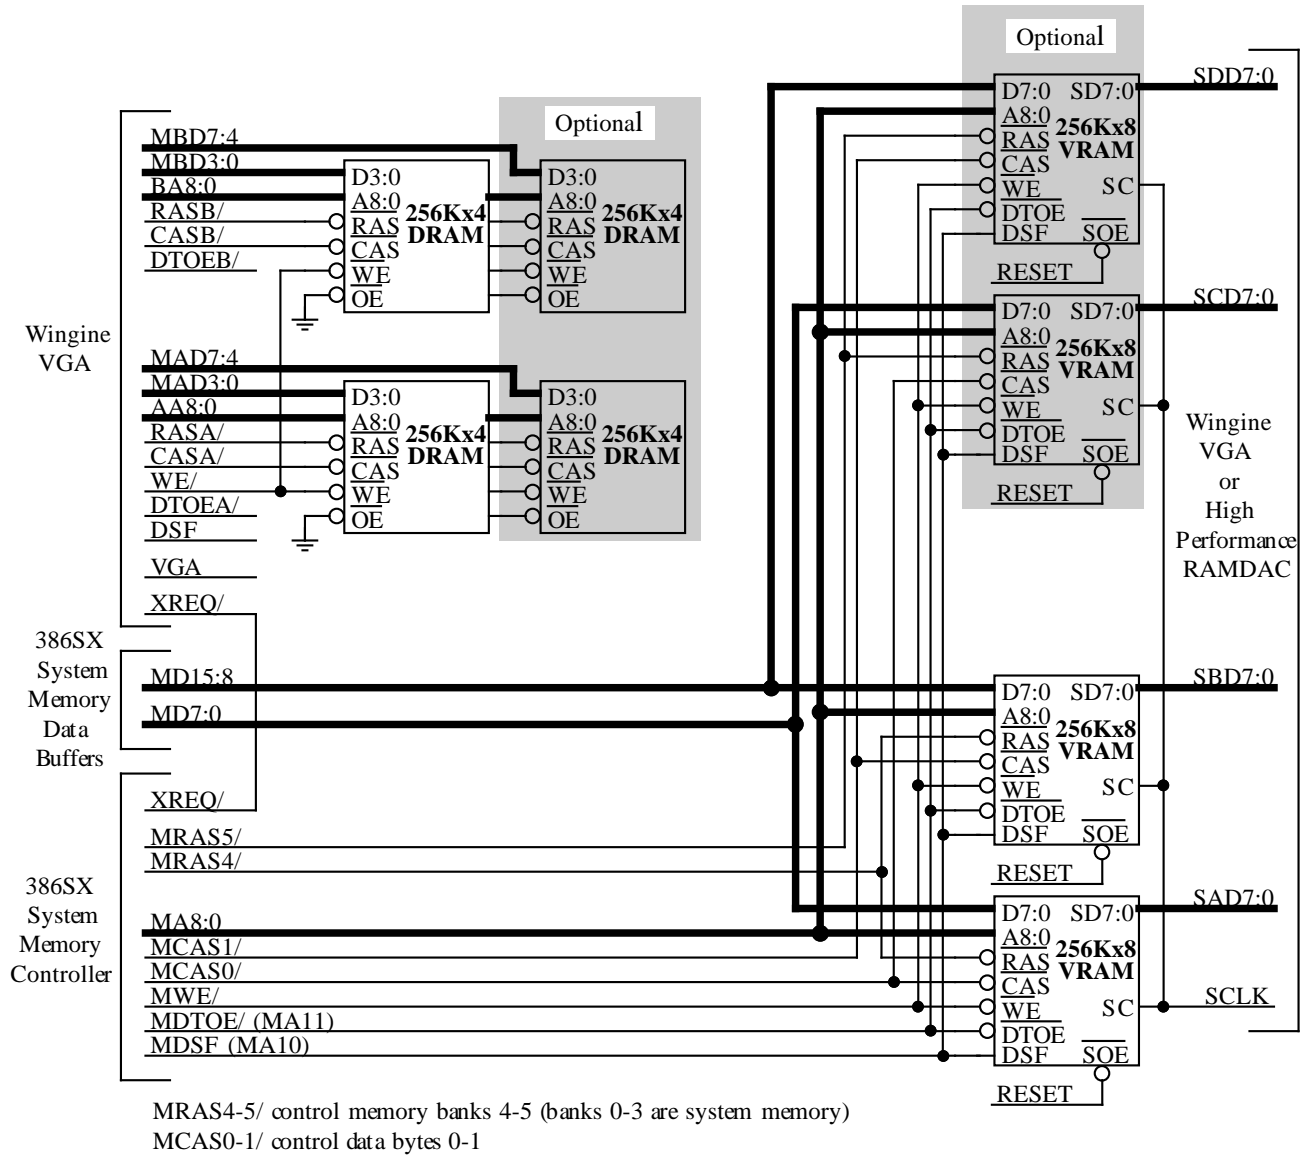 Optional
D7:0 SD7:0
A8:0
RAS
CAS
WE
DTOE
DSF
256Kx8
VRAM
SC
SOE
RESET
SDD7:0
D7:0 SD7:0
A8:0
RAS
CAS
WE
DTOE
DSF
256Kx8
VRAM
SC
SOE
RESET
SCD7:0
Wingine
VGA
MBD7:4
MBD3:0
BA8:0
RASB/
CASB/
DTOEB/
D3:0
A8:0
RAS
CAS
WE
OE
256Kx4
DRAM
Optional
D3:0
A8:0
RAS
CAS
WE
OE
256Kx4
DRAM
MAD7:4
MAD3:0
AA8:0
RASA/
CASA/
WE/
DTOEA/
DSF
VGA
XREQ/
D3:0
A8:0
RAS
CAS
WE
OE
256Kx4
DRAM
D3:0
A8:0
RAS
CAS
WE
OE
256Kx4
DRAM
Wingine
VGA
or
High
Performance
RAMDAC
386SX
System
Memory
Data
Buffers
MD15:8
MD7:0
D7:0 SD7:0
A8:0
RAS
CAS
WE
DTOE
DSF
256Kx8
VRAM
SC
SOE
RESET
SBD7:0
386SX
System
Memory
Controller
XREQ/
MRAS5/
MRAS4/
MA8:0
MCAS1/
MCAS0/
MWE/
MDTOE/ (MA11)
MDSF (MA10)
D7:0 SD7:0
A8:0
RAS
CAS
WE
DTOE
DSF
256Kx8
VRAM
SC
SOE
RESET
SAD7:0
SCLK
MRAS4-5/ control memory banks 4-5 (banks 0-3 are system memory)
MCAS0-1/ control data bytes 0-1